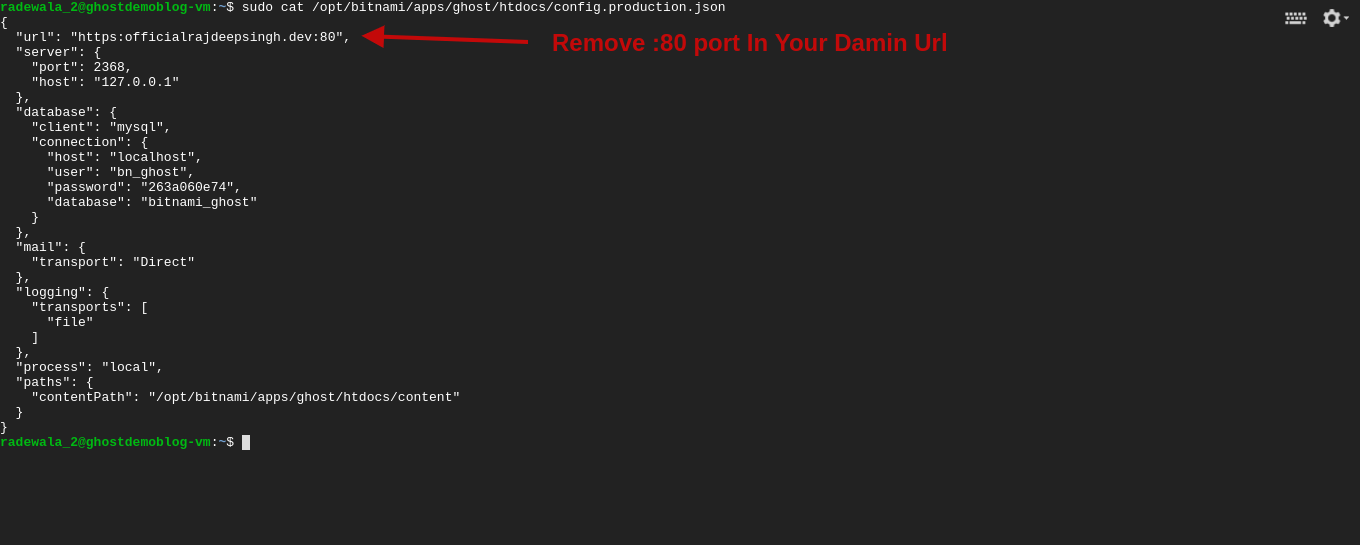 radewala_2@ghostdemoblog-vm:~$ sudo cat /opt/bitnami/apps/ghost/htdocs/config.production.json
{
  "url": "https:officialrajdeepsingh.dev:80",
Remove :80 port In Your Damin Url
  "server": {
    "port": 2368,
    "host": "127.0.0.1"
  },
  "database": {
    "client": "mysql",
    "connection": {
      "host": "localhost",
      "user": "bn_ghost",
      "password": "263a060e74",
      "database": "bitnami_ghost"
    }
  },
  "mail": {
    "transport": "Direct"
  },
  "logging": {
    "transports": [
      "file"
    ]
  },
  "process": "local",
  "paths": {
    "contentPath": "/opt/bitnami/apps/ghost/htdocs/content"
  }
}
radewala_2@ghostdemoblog-vm:~$